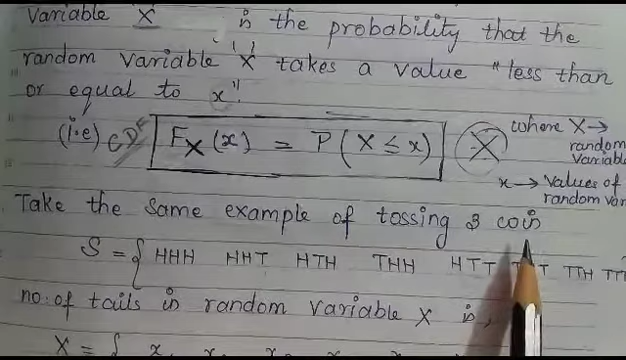 variable X is the probability that the
random variable 'X' takes a value "less than
or equal to x".
(i.e) CDF F_X (x) = P(X ≤ x) X where X →
random
variabl
x → values of
random var
Take the same example of tossing 3 coin
S = { HHH HHT HTH THH HTT TTH
no. of tails in random variable X is,
X = {